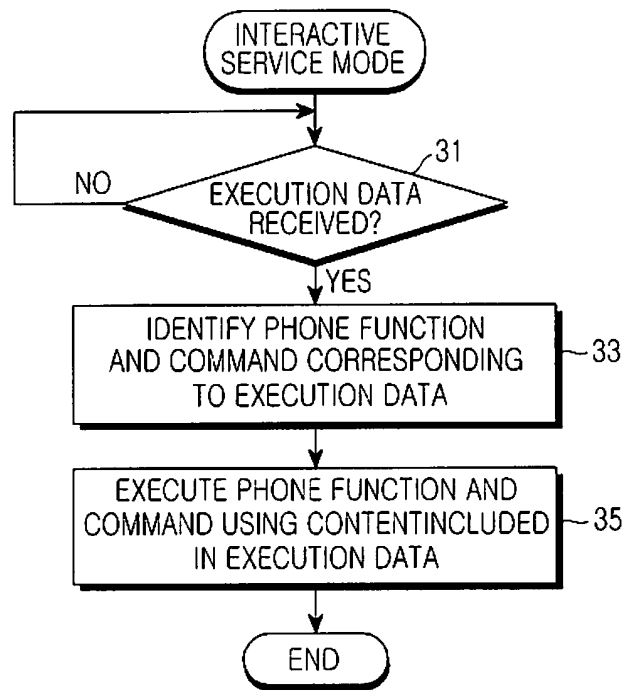 INTERACTIVE
SERVICE MODE
31
NO
EXECUTION DATA
RECEIVED?
YES
IDENTIFY PHONE FUNCTION
AND COMMAND CORRESPONDING
TO EXECUTION DATA
33
EXECUTE PHONE FUNCTION AND
COMMAND USING CONTENTINCLUDED
IN EXECUTION DATA
35
END